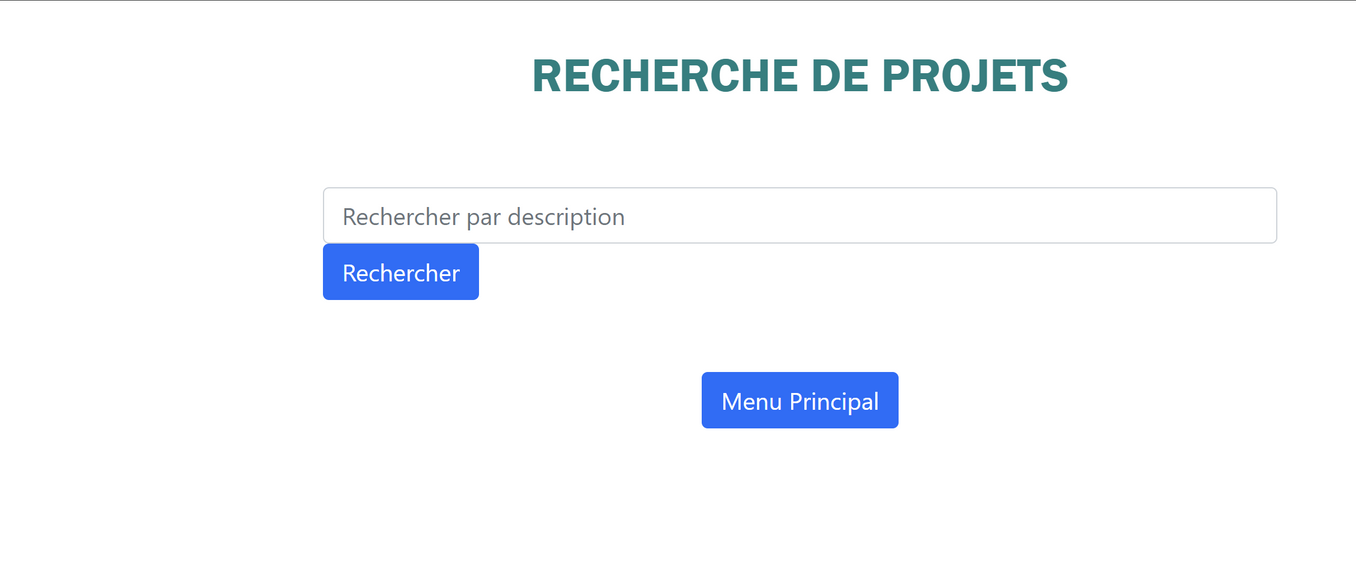 RECHERCHE DE PROJETS
Rechercher par description
Rechercher
Menu Principal